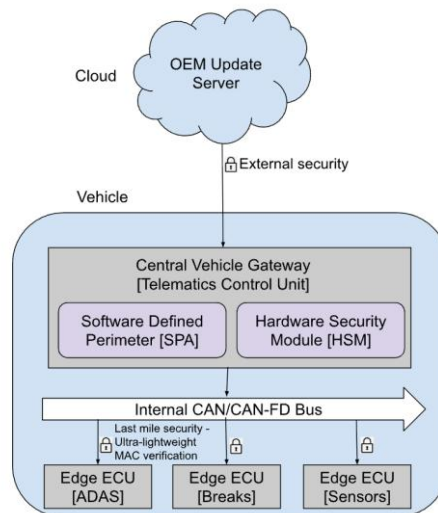 Cloud
OEM Update
Server
External security
Vehicle
Central Vehicle Gateway
[Telematics Control Unit]
Software Defined
Perimeter [SPA]
Hardware Security
Module [HSM]
Internal CAN/CAN-FD Bus
Last mile security -
Ultra-lightweight
MAC verification
Edge ECU
[ADAS]
Edge ECU
[Breaks]
Edge ECU
[Sensors]